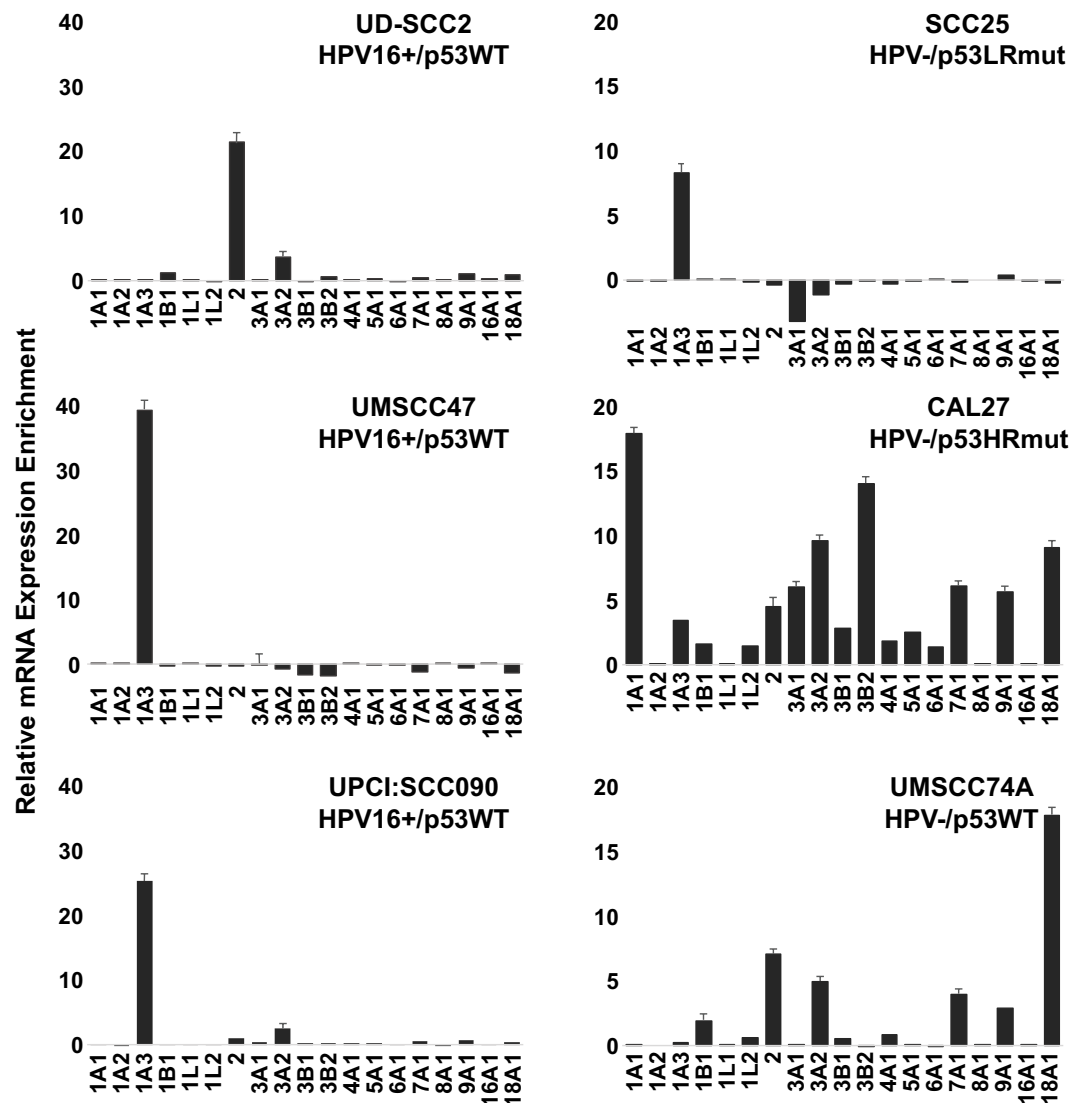 Relative mRNA Expression Enrichment
UD-SCC2
HPV16+/p53WT
40
30
20
10
0
1A1 1A2 1A3 1B1 1L1 1L2 2 3A1 3A2 3B1 3B2 4A1 5A1 6A1 7A1 8A1 9A1 16A1 18A1
SCC25
HPV-/p53LRmut
20
15
10
5
0
1A1 1A2 1A3 1B1 1L1 1L2 2 3A1 3A2 3B1 3B2 4A1 5A1 6A1 7A1 8A1 9A1 16A1 18A1
UMSCC47
HPV16+/p53WT
40
30
20
10
0
1A1 1A2 1A3 1B1 1L1 1L2 2 3A1 3A2 3B1 3B2 4A1 5A1 6A1 7A1 8A1 9A1 16A1 18A1
CAL27
HPV-/p53HRmut
20
15
10
5
0
1A1 1A2 1A3 1B1 1L1 1L2 2 3A1 3A2 3B1 3B2 4A1 5A1 6A1 7A1 8A1 9A1 16A1 18A1
UPCI:SCC090
HPV16+/p53WT
40
30
20
10
0
1A1 1A2 1A3 1B1 1L1 1L2 2 3A1 3A2 3B1 3B2 4A1 5A1 6A1 7A1 8A1 9A1 16A1 18A1
UMSCC74A
HPV-/p53WT
20
15
10
5
0
1A1 1A2 1A3 1B1 1L1 1L2 2 3A1 3A2 3B1 3B2 4A1 5A1 6A1 7A1 8A1 9A1 16A1 18A1